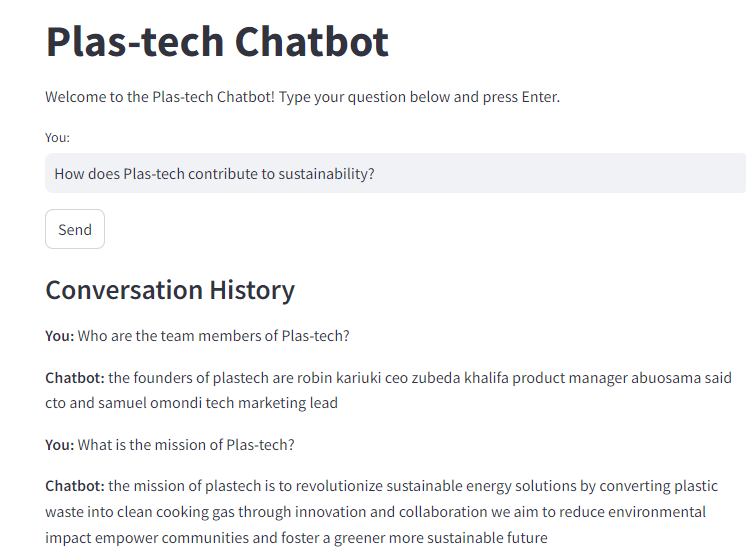 Plas-tech Chatbot
Welcome to the Plas-tech Chatbot! Type your question below and press Enter.
You:
How does Plas-tech contribute to sustainability?
Send
Conversation History
You: Who are the team members of Plas-tech?
Chatbot: the founders of plastech are robin kariuki ceo zubeda khalifa product manager abuosama said
cto and samuel omondi tech marketing lead
You: What is the mission of Plas-tech?
Chatbot: the mission of plastech is to revolutionize sustainable energy solutions by converting plastic
waste into clean cooking gas through innovation and collaboration we aim to reduce environmental
impact empower communities and foster a greener more sustainable future